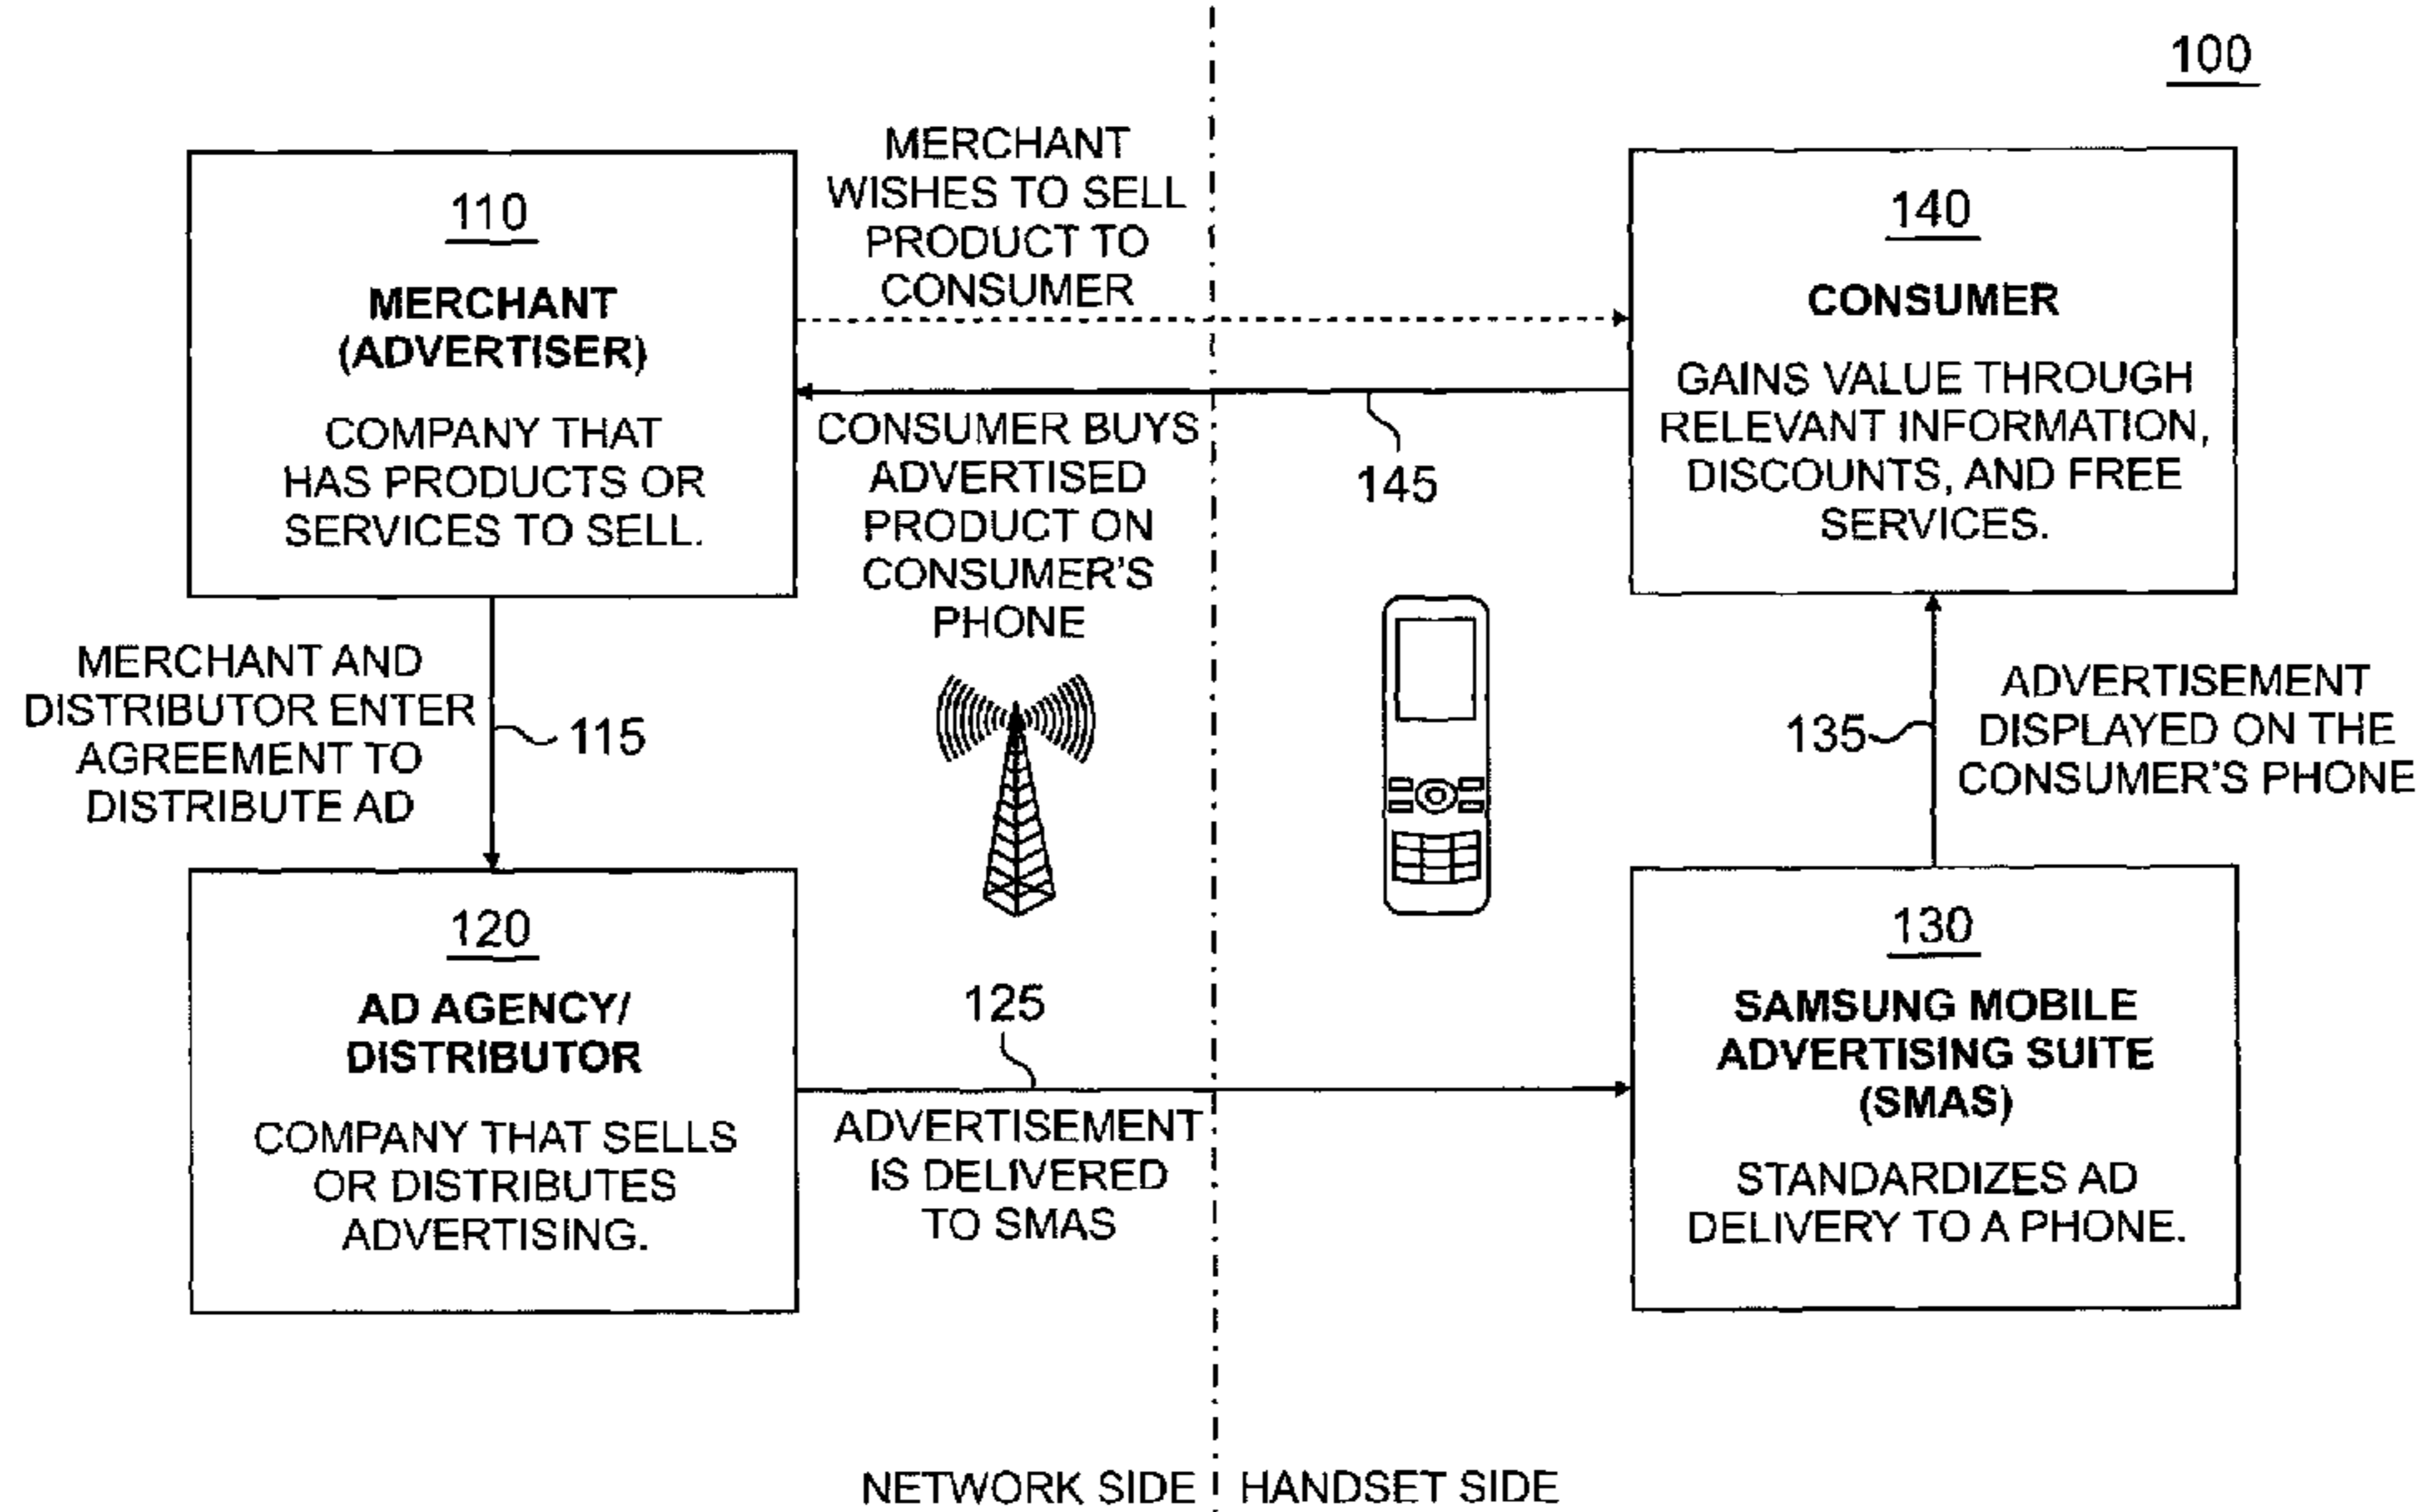 100
110
MERCHANT
(ADVERTISER)
COMPANY THAT
HAS PRODUCTS OR
SERVICES TO SELL.
MERCHANT
WISHES TO SELL
PRODUCT TO
CONSUMER
140
CONSUMER
GAINS VALUE THROUGH
RELEVANT INFORMATION,
DISCOUNTS, AND FREE
SERVICES.
CONSUMER BUYS
ADVERTISED
PRODUCT ON
CONSUMER'S
PHONE
145
MERCHANT AND
DISTRIBUTOR ENTER
AGREEMENT TO
DISTRIBUTE AD
115
135
ADVERTISEMENT
DISPLAYED ON THE
CONSUMER'S PHONE
120
AD AGENCY/
DISTRIBUTOR
COMPANY THAT SELLS
OR DISTRIBUTES
ADVERTISING.
125
ADVERTISEMENT
IS DELIVERED
TO SMAS
130
SAMSUNG MOBILE
ADVERTISING SUITE
(SMAS)
STANDARDIZES AD
DELIVERY TO A PHONE.
NETWORK SIDE
HANDSET SIDE